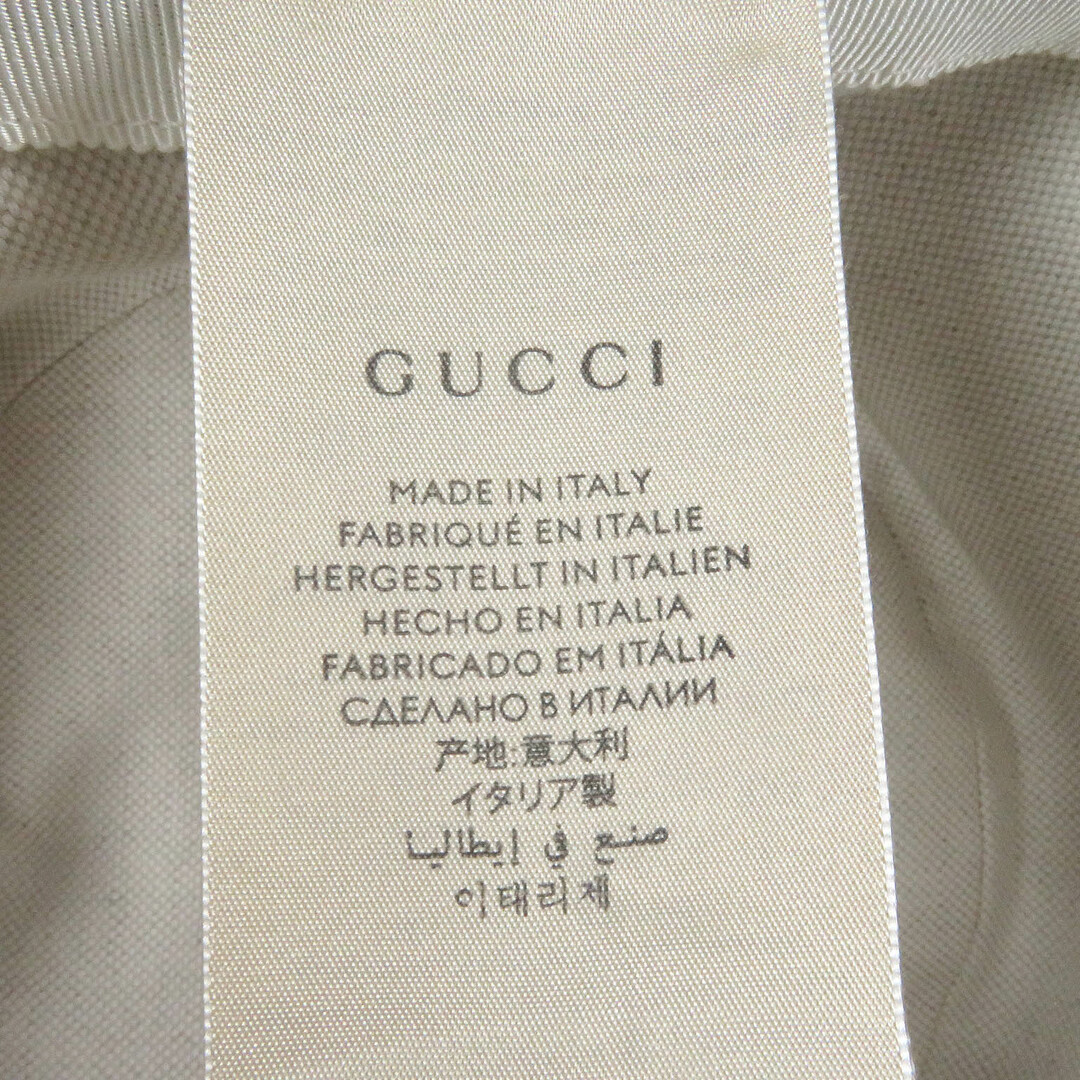 GUCCI
MADE IN ITALY
FABRIQUÉ EN ITALIE
HERGESTELLT IN ITALIEN
HECHO EN ITALIA
FABRICADO EM ITÁLIA
СДЕЛАНО В ИТАЛИИ
产地:意大利
イタリア製
صنع في إيطاليا
이태리제